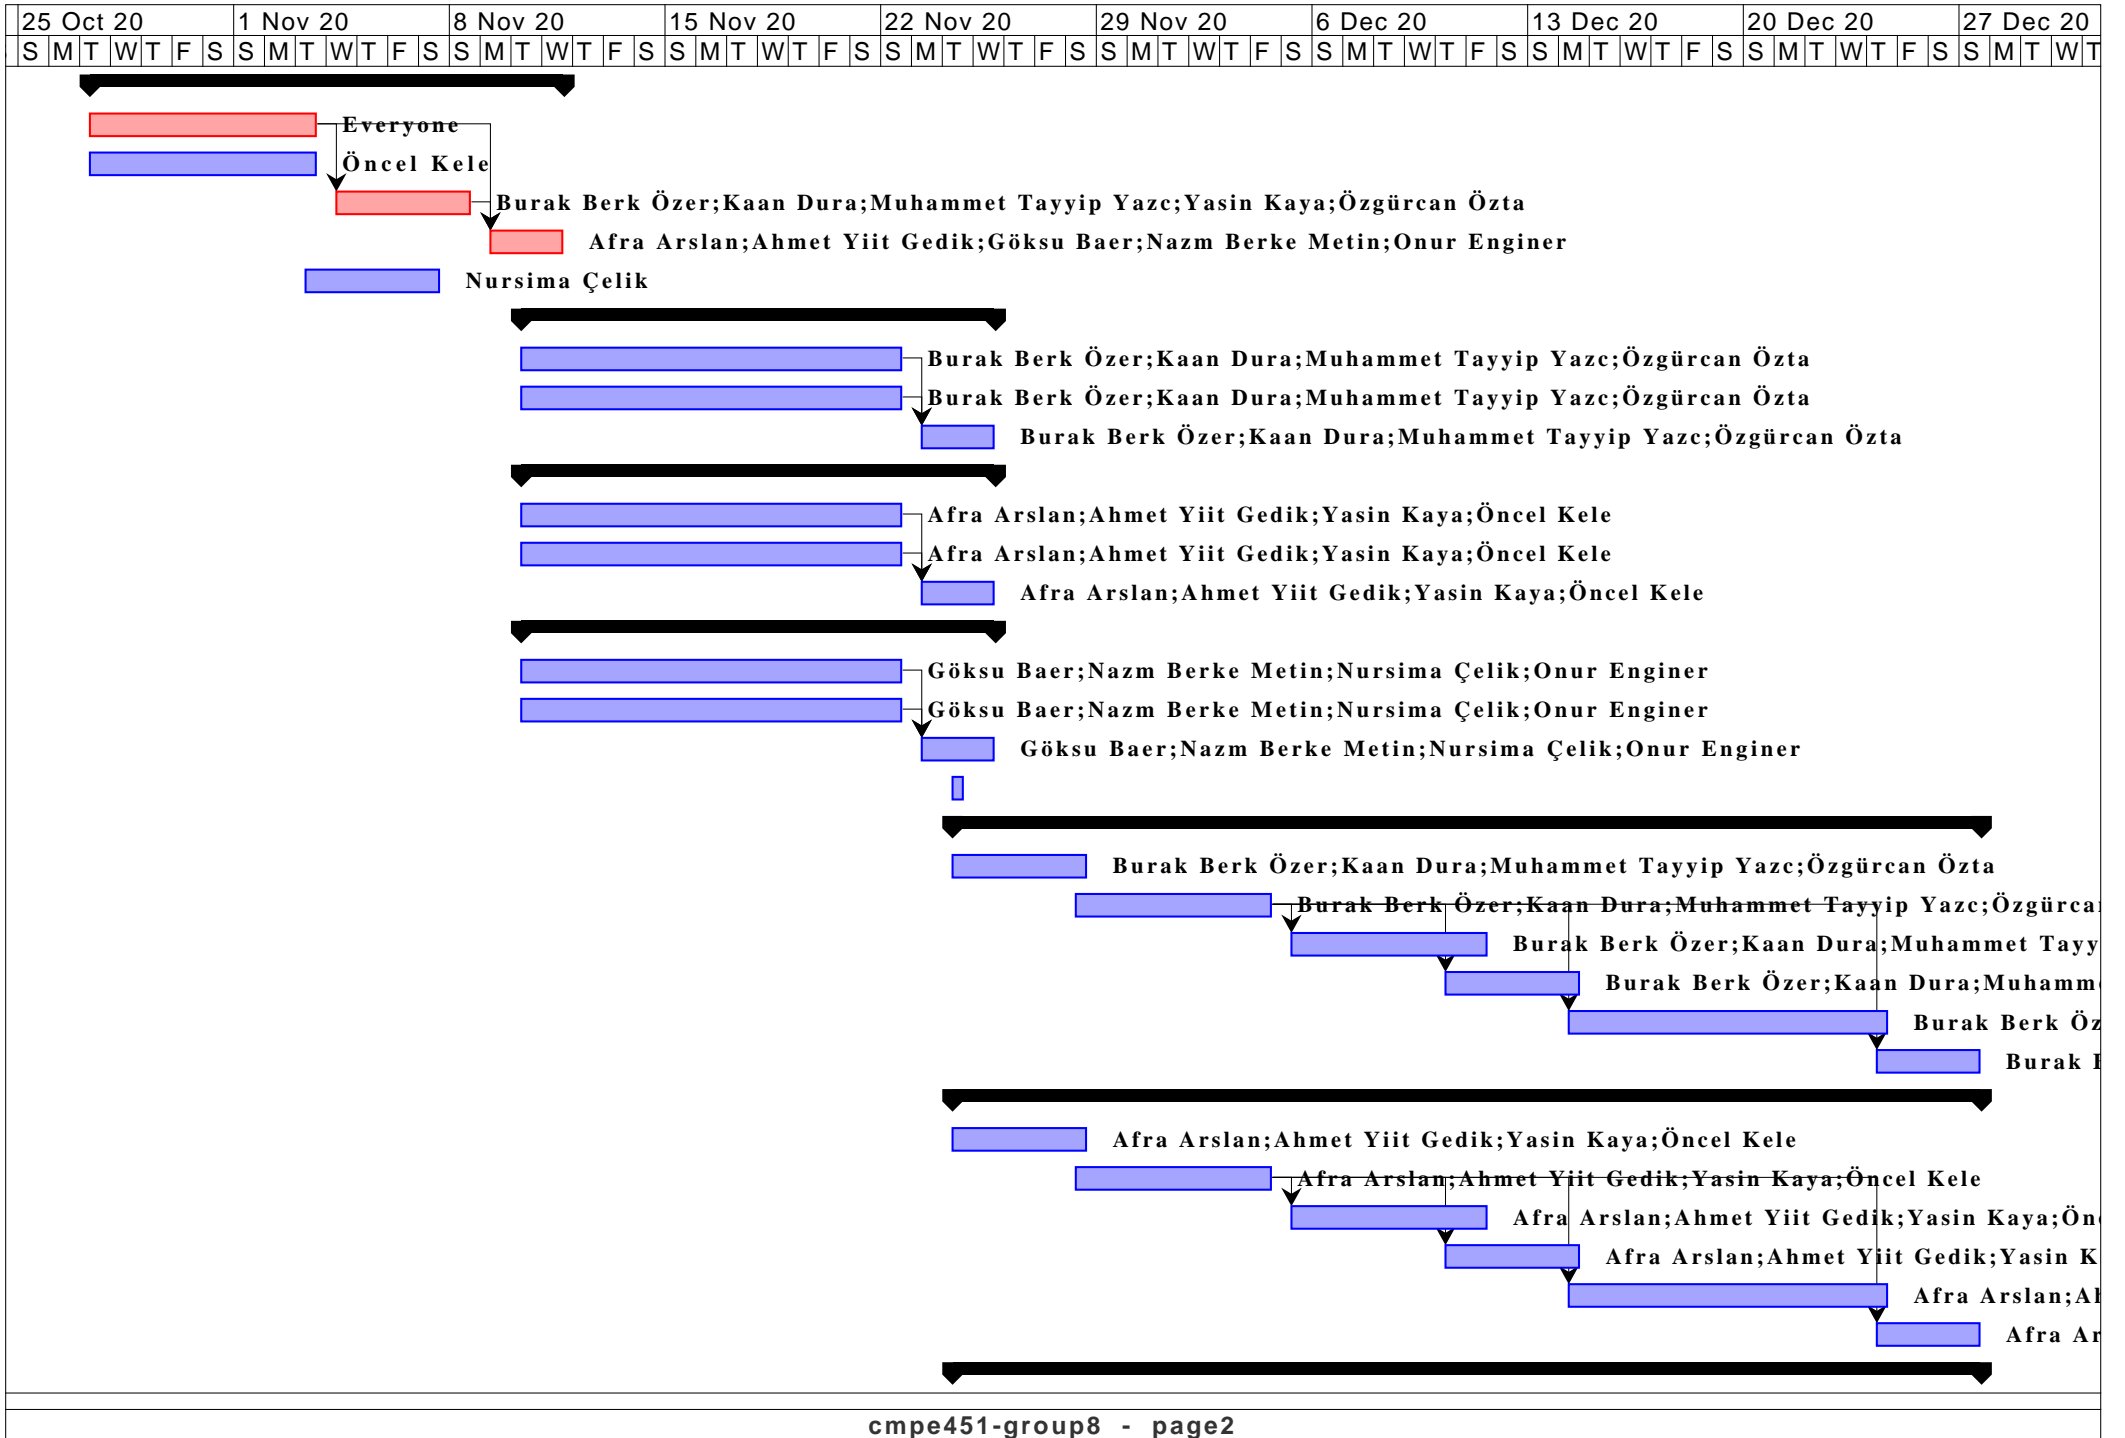 25 Oct 20 1 Nov 20 8 Nov 20 15 Nov 20 22 Nov 20 29 Nov 20 6 Dec 20 13 Dec 20 20 Dec 20 27 Dec 20
S M T W T F S S M T W T F S S M T W T F S S M T W T F S S M T W T F S S M T W T F S S M T W T F S S M T W T F S S M T W T F S S M T W T
Everyone
Öncel Kele
Burak Berk Özer;Kaan Dura;Muhammet Tayyip Yazc;Yasin Kaya;Özgürcan Özta
Afra Arslan;Ahmet Yiit Gedik;Göksu Baer;Nazm Berke Metin;Onur Enginer
Nursima Çelik
Burak Berk Özer;Kaan Dura;Muhammet Tayyip Yazc;Özgürcan Özta
Burak Berk Özer;Kaan Dura;Muhammet Tayyip Yazc;Özgürcan Özta
Burak Berk Özer;Kaan Dura;Muhammet Tayyip Yazc;Özgürcan Özta
Afra Arslan;Ahmet Yiit Gedik;Yasin Kaya;Öncel Kele
Afra Arslan;Ahmet Yiit Gedik;Yasin Kaya;Öncel Kele
Afra Arslan;Ahmet Yiit Gedik;Yasin Kaya;Öncel Kele
Göksu Baer;Nazm Berke Metin;Nursima Çelik;Onur Enginer
Göksu Baer;Nazm Berke Metin;Nursima Çelik;Onur Enginer
Göksu Baer;Nazm Berke Metin;Nursima Çelik;Onur Enginer
Burak Berk Özer;Kaan Dura;Muhammet Tayyip Yazc;Özgürcan Özta
Burak Berk Özer;Kaan Dura;Muhammet Tayyip Yazc;Özgürca
Burak Berk Özer;Kaan Dura;Muhammet Tayy
Burak Berk Özer;Kaan Dura;Muhamm
Burak Berk Öz
Burak
Afra Arslan;Ahmet Yiit Gedik;Yasin Kaya;Öncel Kele
Afra Arslan;Ahmet Yiit Gedik;Yasin Kaya;Öncel Kele
Afra Arslan;Ahmet Yiit Gedik;Yasin Kaya;Ön
Afra Arslan;Ahmet Yiit Gedik;Yasin K
Afra Arslan;A
Afra Ar
cmpe451-group8 - page2